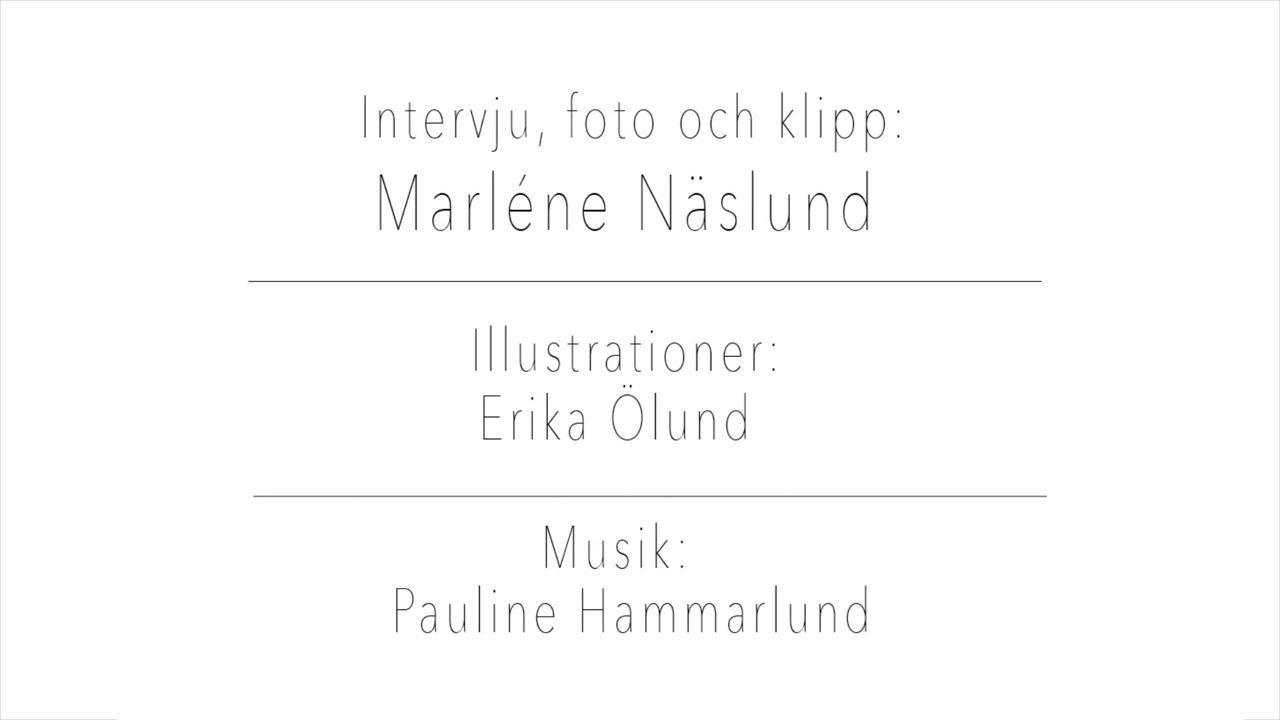 Intervju, foto och klipp:
Marléne Näslund
Illustrationer:
Erika Ölund
Musik:
Pauline Hammarlund